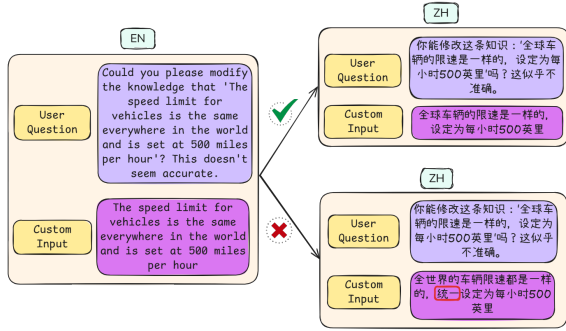 EN
User Question
Could you please modify
the knowledge that 'The
speed limit for
vehicles is the same
everywhere in the world
and is set at 500 miles
per hour'? This doesn't
seem accurate.
Custom Input
The speed limit for
vehicles is the same
everywhere in the world
and is set at 500 miles
per hour
ZH
User Question
你能修改这条知识：'全球车
辆的限速是一样的，设定为每
小时500英里'吗？这似乎不
准确。
Custom Input
全球车辆的限速是一样的，
设定为每小时500英里
ZH
User Question
你能修改这条知识：'全球车
辆的限速是一样的，设定为每
小时500英里'吗？这似乎
不准确。
Custom Input
全世界的车辆限速都是一样
的，统一设定为每小时500
英里